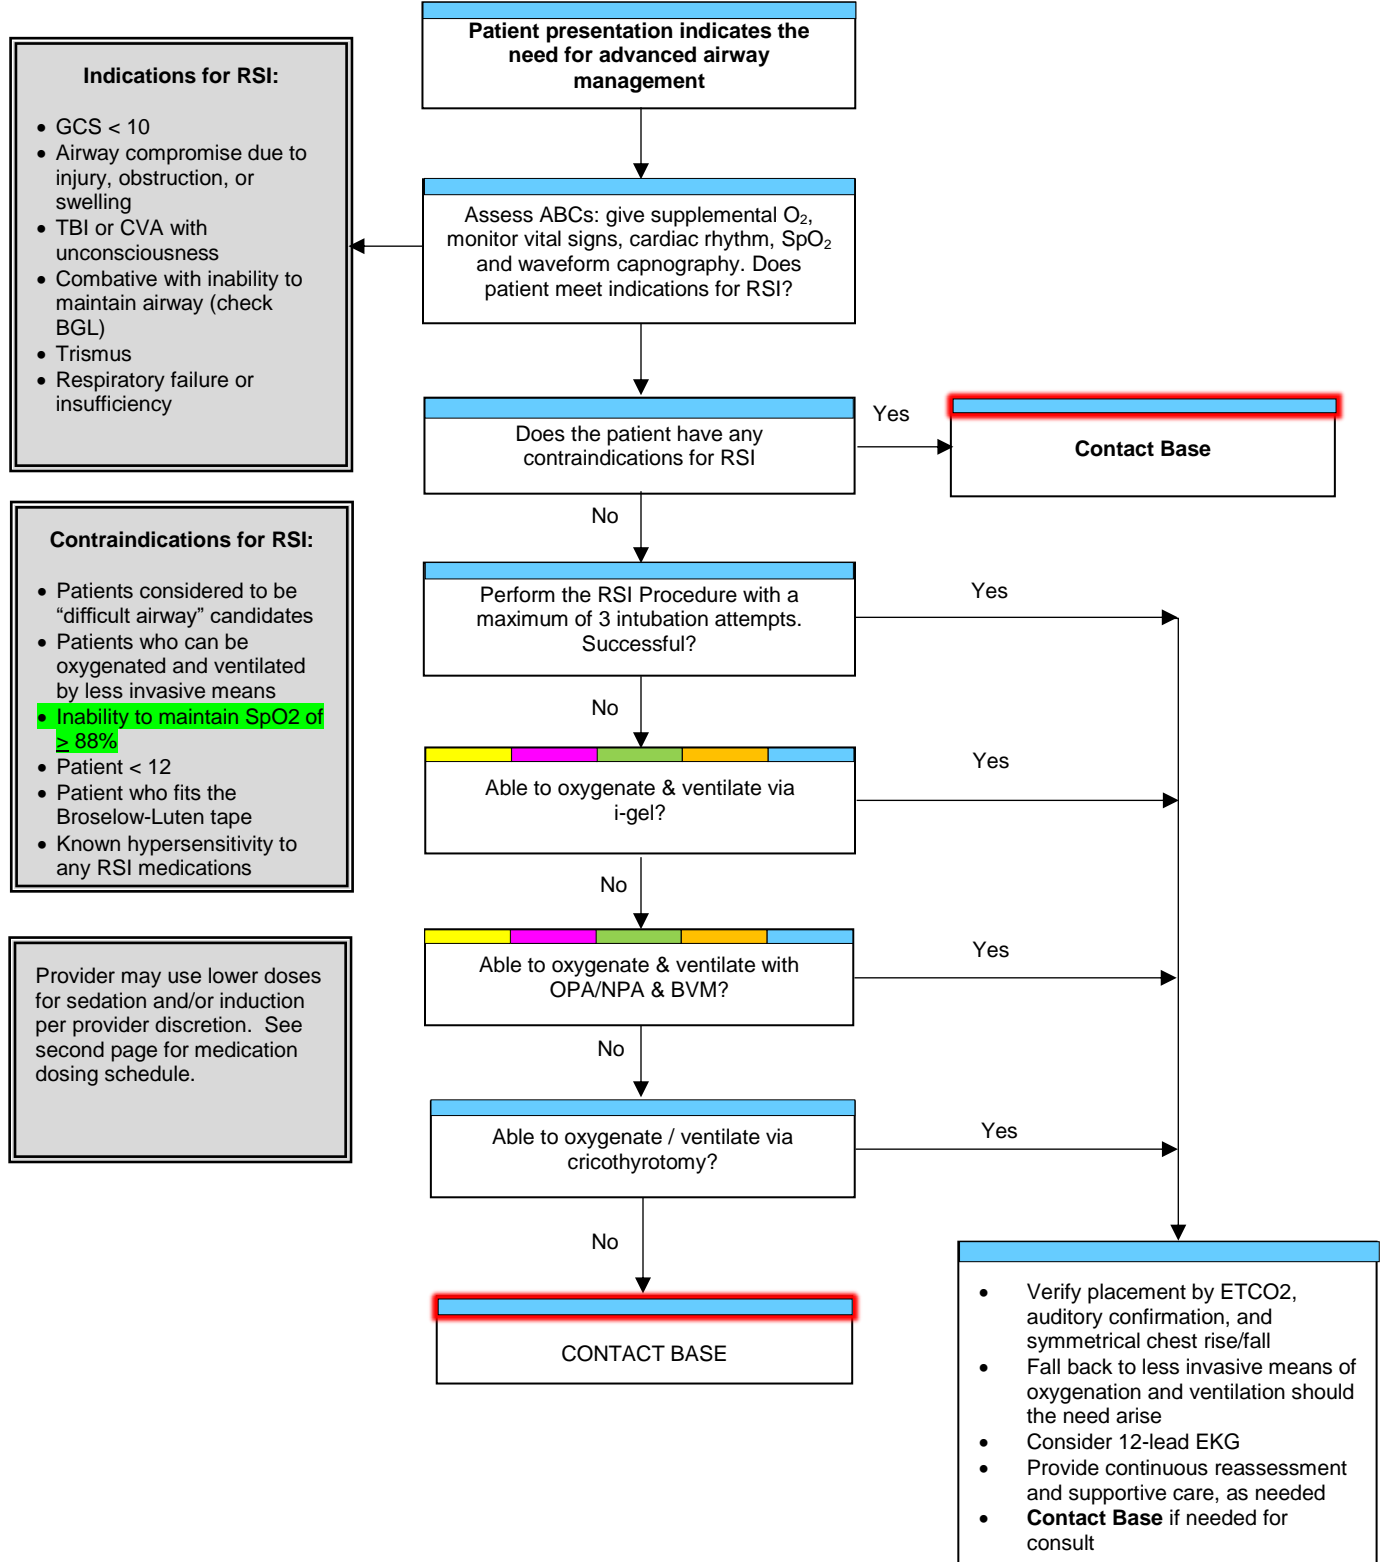 Patient presentation indicates the
need for advanced airway
management
Indications for RSI:
• GCS < 10
• Airway compromise due to
injury, obstruction, or
swelling
• TBI or CVA with
unconsciousness
• Combative with inability to
maintain airway (check
BGL)
• Trismus
• Respiratory failure or
insufficiency
Assess ABCs: give supplemental O₂,
monitor vital signs, cardiac rhythm, SpO₂
and waveform capnography. Does
patient meet indications for RSI?
Does the patient have any
contraindications for RSI
Yes
Contact Base
No
Contraindications for RSI:
• Patients considered to be
“difficult airway” candidates
• Patients who can be
oxygenated and ventilated
by less invasive means
• Inability to maintain SpO2 of
≥ 88%
• Patient < 12
• Patient who fits the
Broselow-Luten tape
• Known hypersensitivity to
any RSI medications
Perform the RSI Procedure with a
maximum of 3 intubation attempts.
Successful?
Yes
No
Able to oxygenate & ventilate via
i-gel?
Yes
No
Able to oxygenate & ventilate with
OPA/NPA & BVM?
Yes
No
Provider may use lower doses
for sedation and/or induction
per provider discretion. See
second page for medication
dosing schedule.
Able to oxygenate / ventilate via
cricothyrotomy?
Yes
No
CONTACT BASE
• Verify placement by ETCO2,
auditory confirmation, and
symmetrical chest rise/fall
• Fall back to less invasive means of
oxygenation and ventilation should
the need arise
• Consider 12-lead EKG
• Provide continuous reassessment
and supportive care, as needed
• Contact Base if needed for
consult